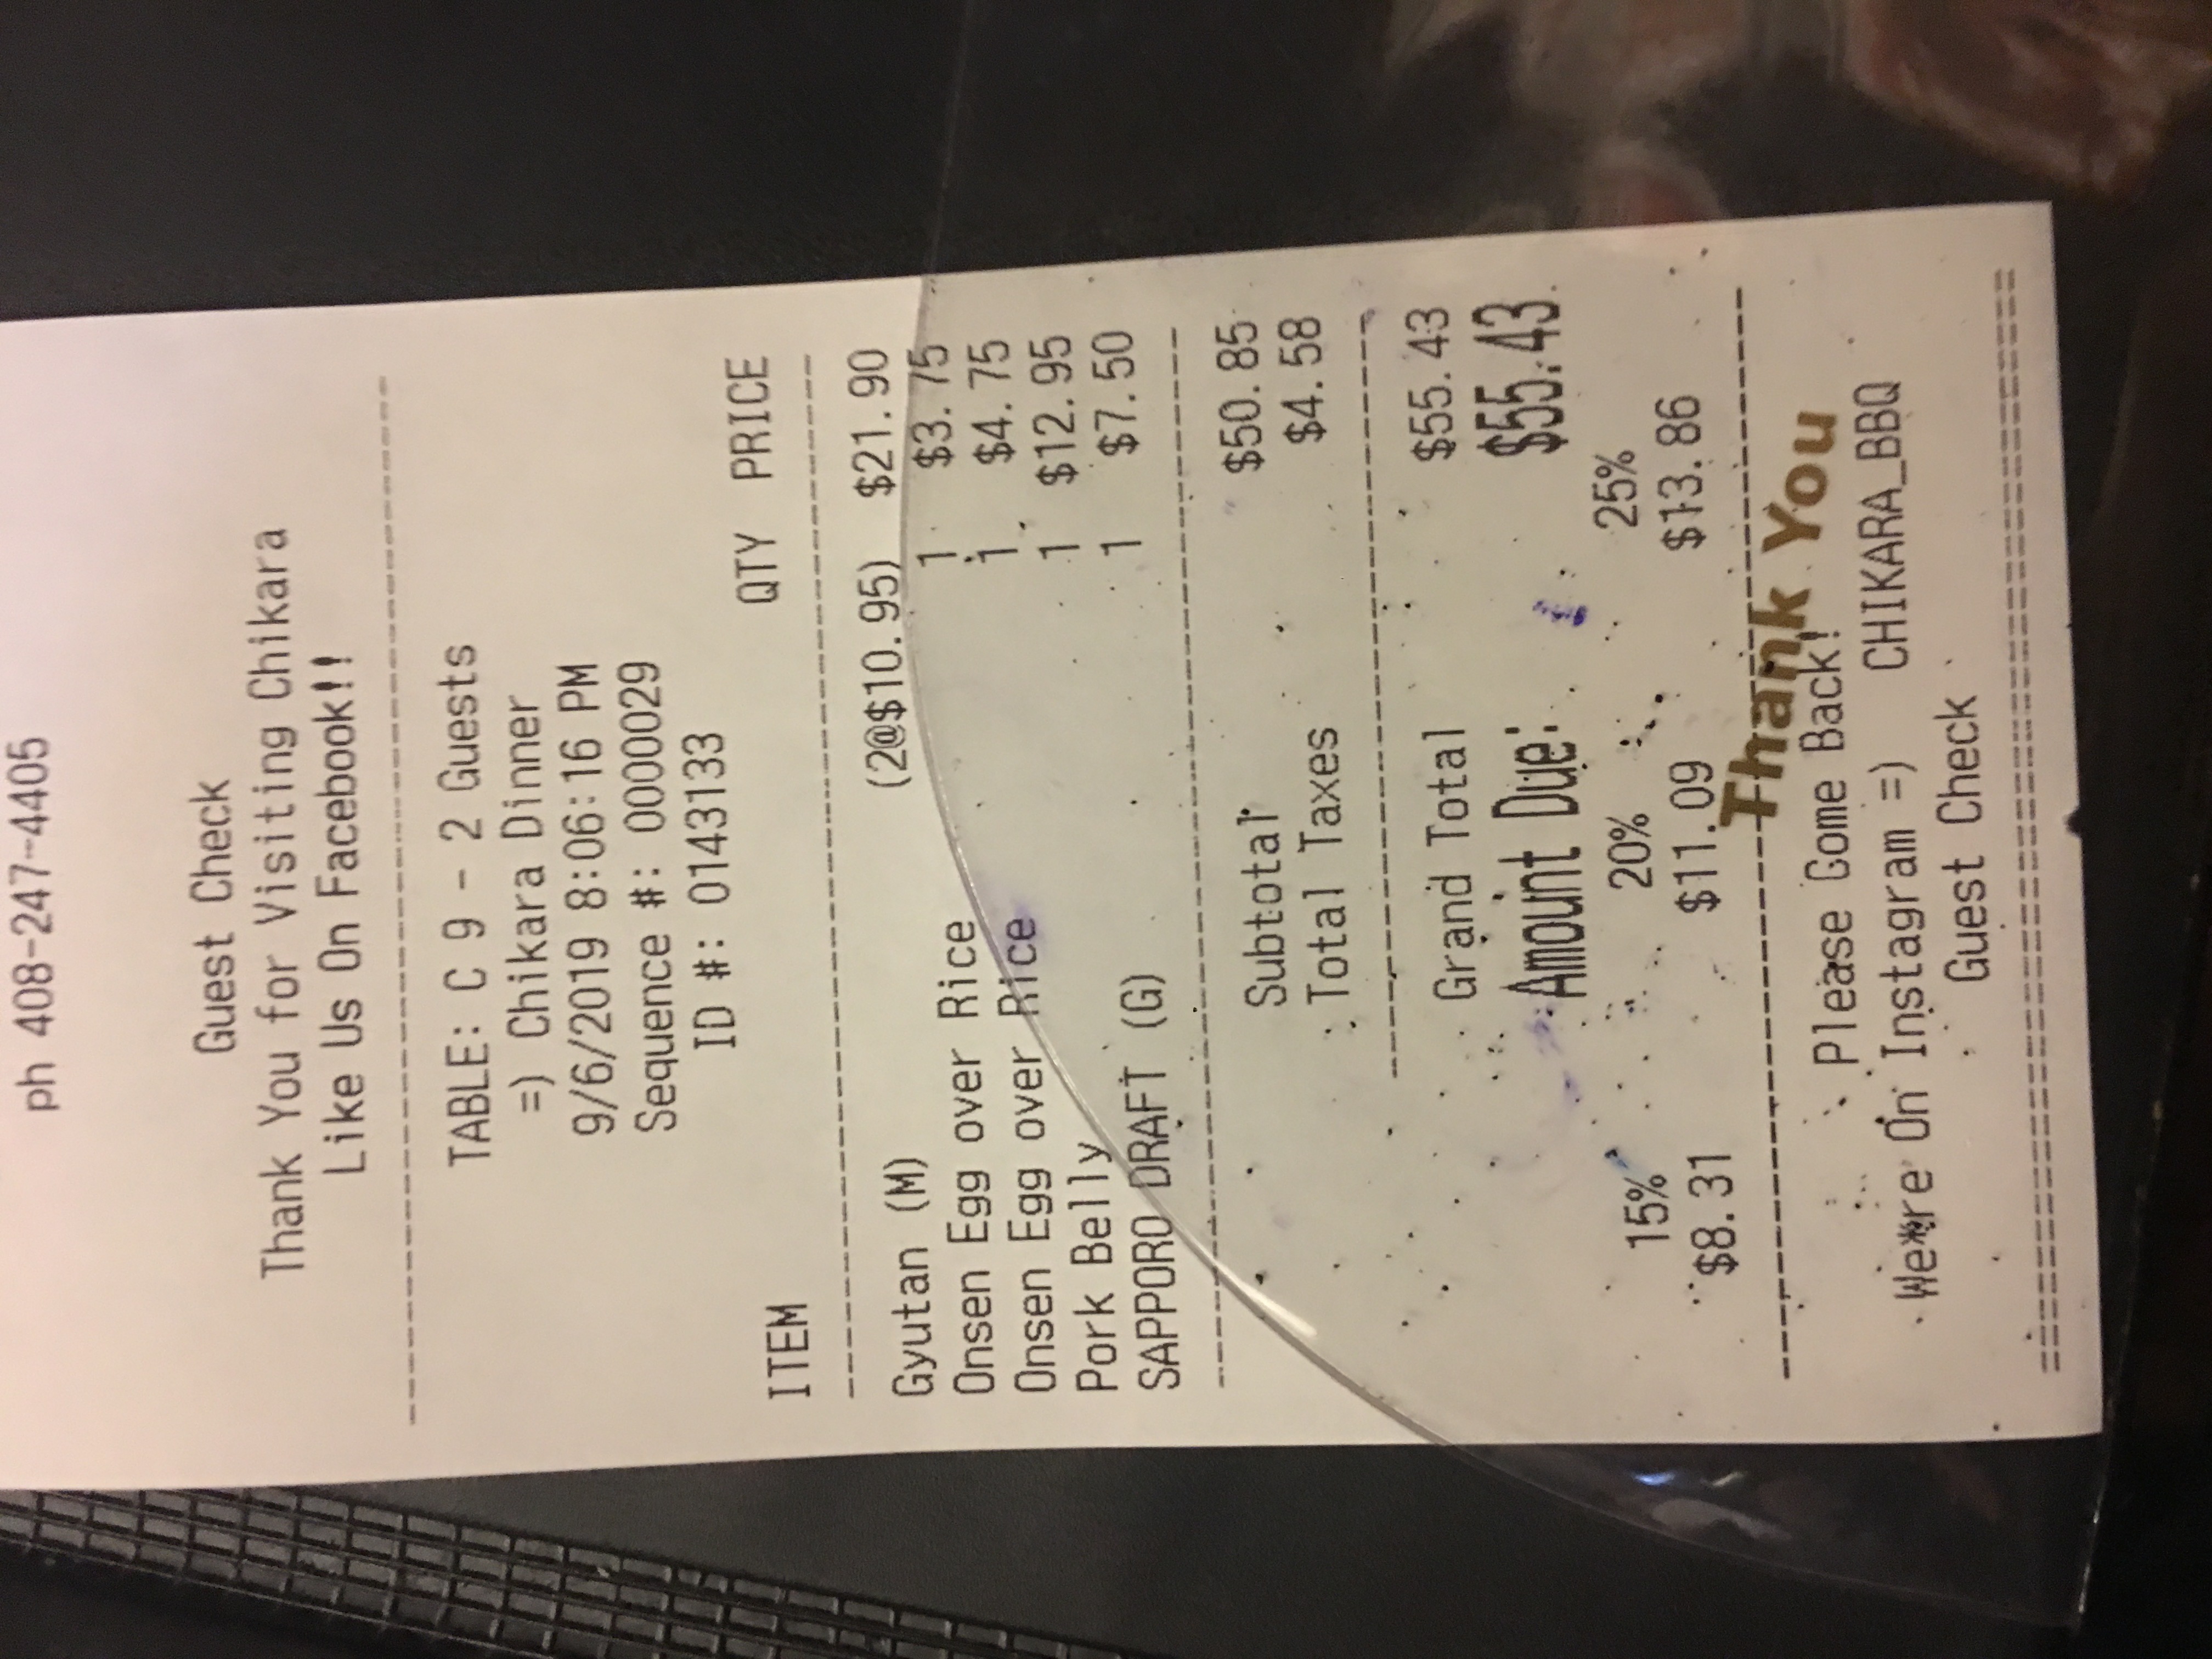 ph 408-247-4405
Guest Check
Thank You for Visiting Chikara
Like Us On Facebook!!
TABLE: C 9 - 2 Guests
=) Chikara Dinner
9/6/2019 8:06:16 PM
Sequence #: 0000029
ID #: 0143133
ITEM QTY PRICE
Gyutan (M) (2@$10.95) $21.90
Onsen Egg over Rice 1 $3.75
Onsen Egg over Rice 1 $4.75
Pork Belly 1 $12.95
SAPPORO DRAFT (G) 1 $7.50
Subtotal $50.85
Total Taxes $4.58
Grand Total $55.43
Amount Due: $55.43
15% 20% 25%
$8.31 $11.09 $13.86
Thank You
Please Come Back!
We*re On Instagram =) CHIKARA_BBQ
Guest Check